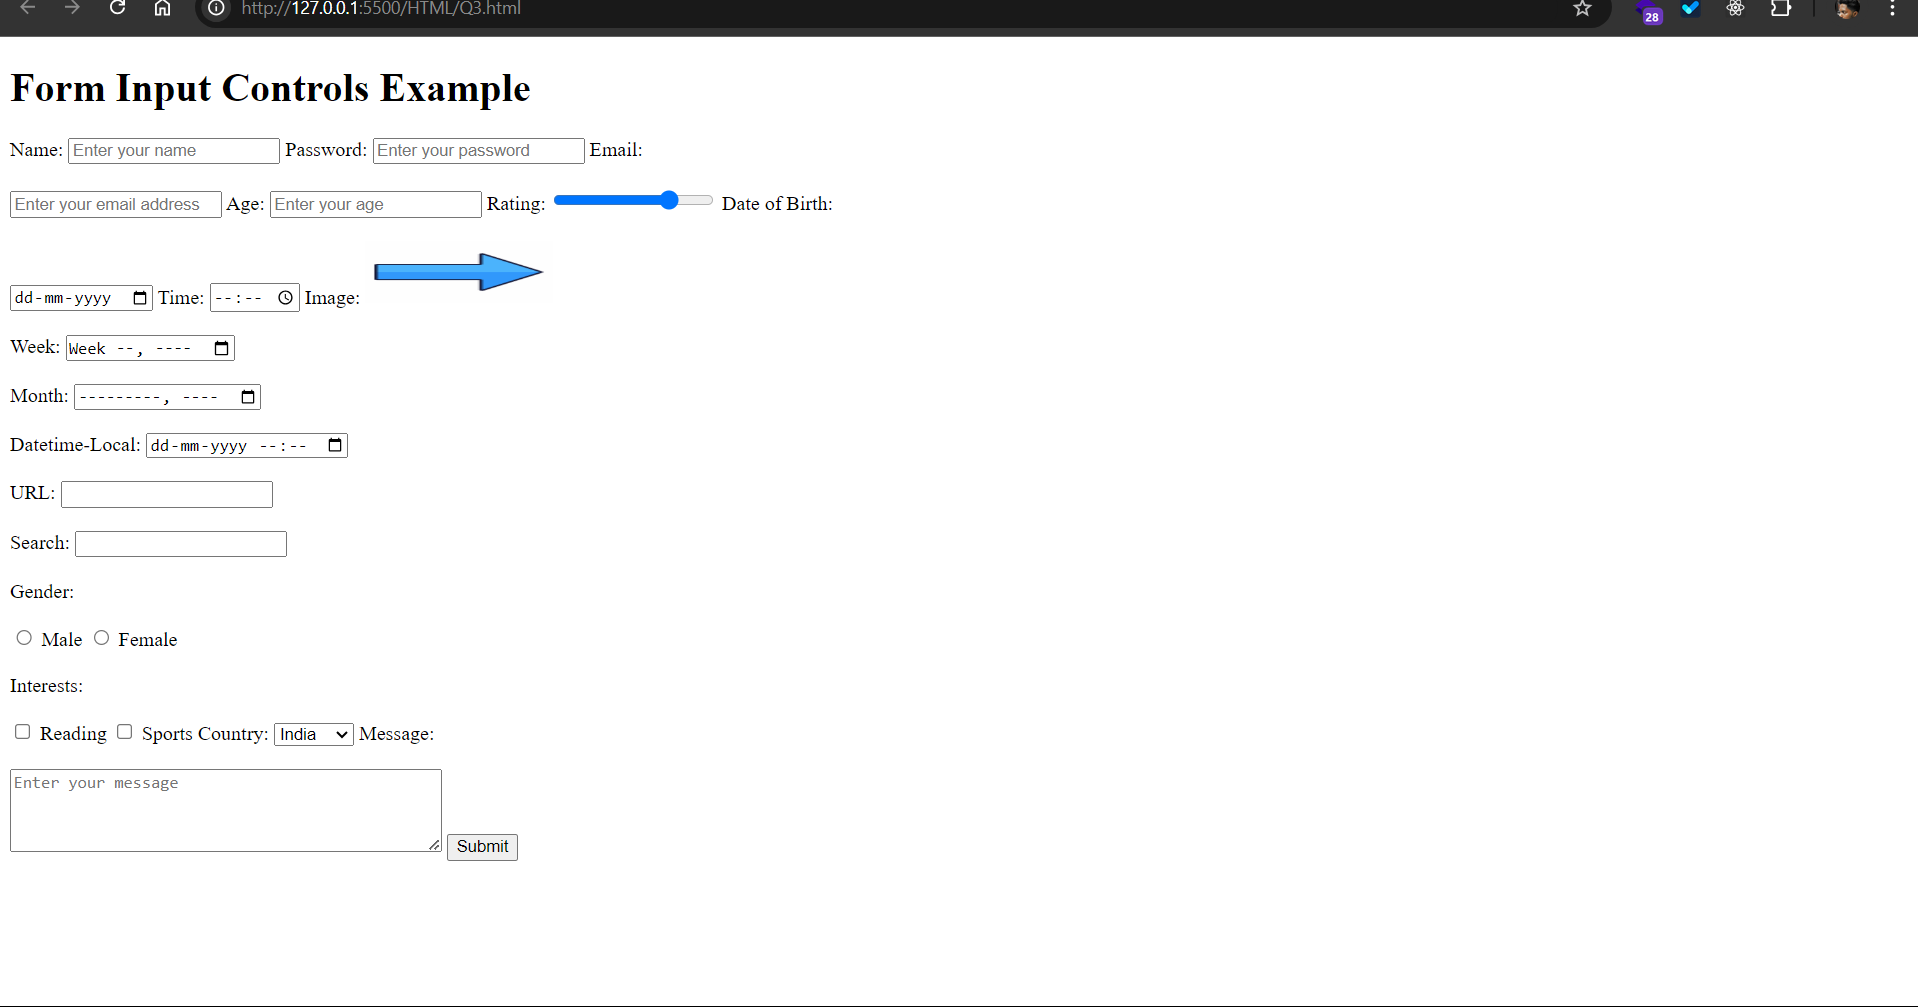 http://127.0.0.1:5500/HTML/Q3.html
28
Form Input Controls Example
Name: Enter your name Password: Enter your password Email:
Enter your email address Age: Enter your age Rating: Date of Birth:
dd-mm-yyyy Time: --:-- Image:
Week: Week --, ----
Month: ---------, ----
Datetime-Local: dd-mm-yyyy --:--
URL:
Search:
Gender:
Male Female
Interests:
Reading Sports Country: India Message:
Enter your message
Submit